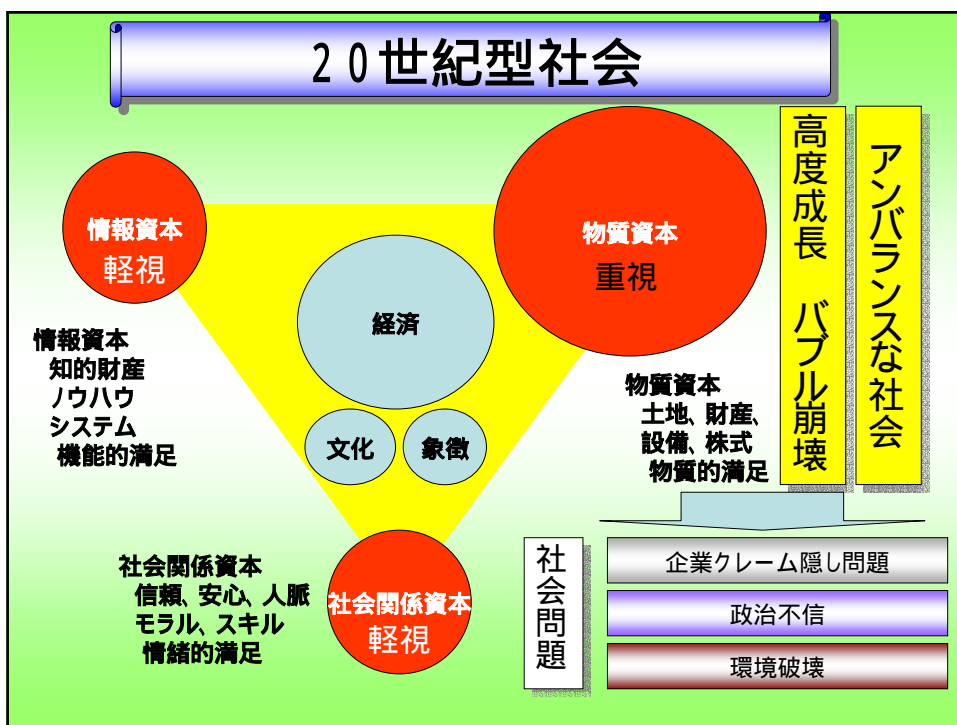 ２０世紀型社会
情報資本
軽視
物質資本
重視
経済
文化
象徴
社会関係資本
軽視
情報資本
知的財産
ノウハウ
システム
機能的満足
物質資本
土地、財産、
設備、株式
物質的満足
社会関係資本
信頼、安心、人脈
モラル、スキル
情緒的満足
高度成長　バブル崩壊
アンバランスな社会
社会問題
企業クレーム隠し問題
政治不信
環境破壊